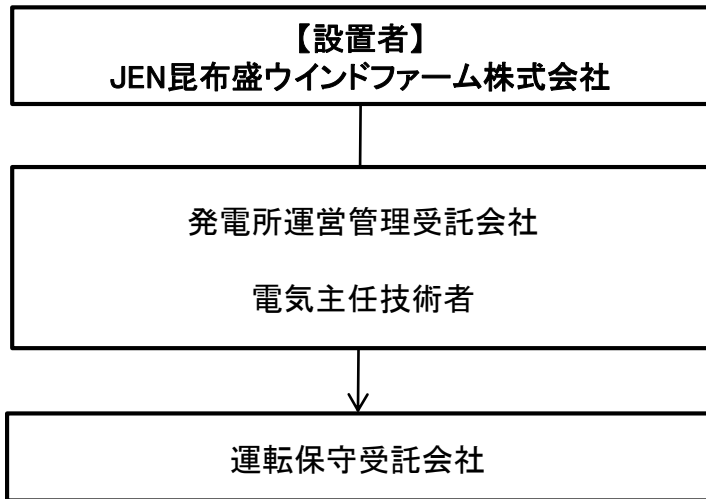 【設置者】
JEN昆布盛ウインドファーム株式会社
発電所運営管理受託会社
電気主任技術者
運転保守受託会社